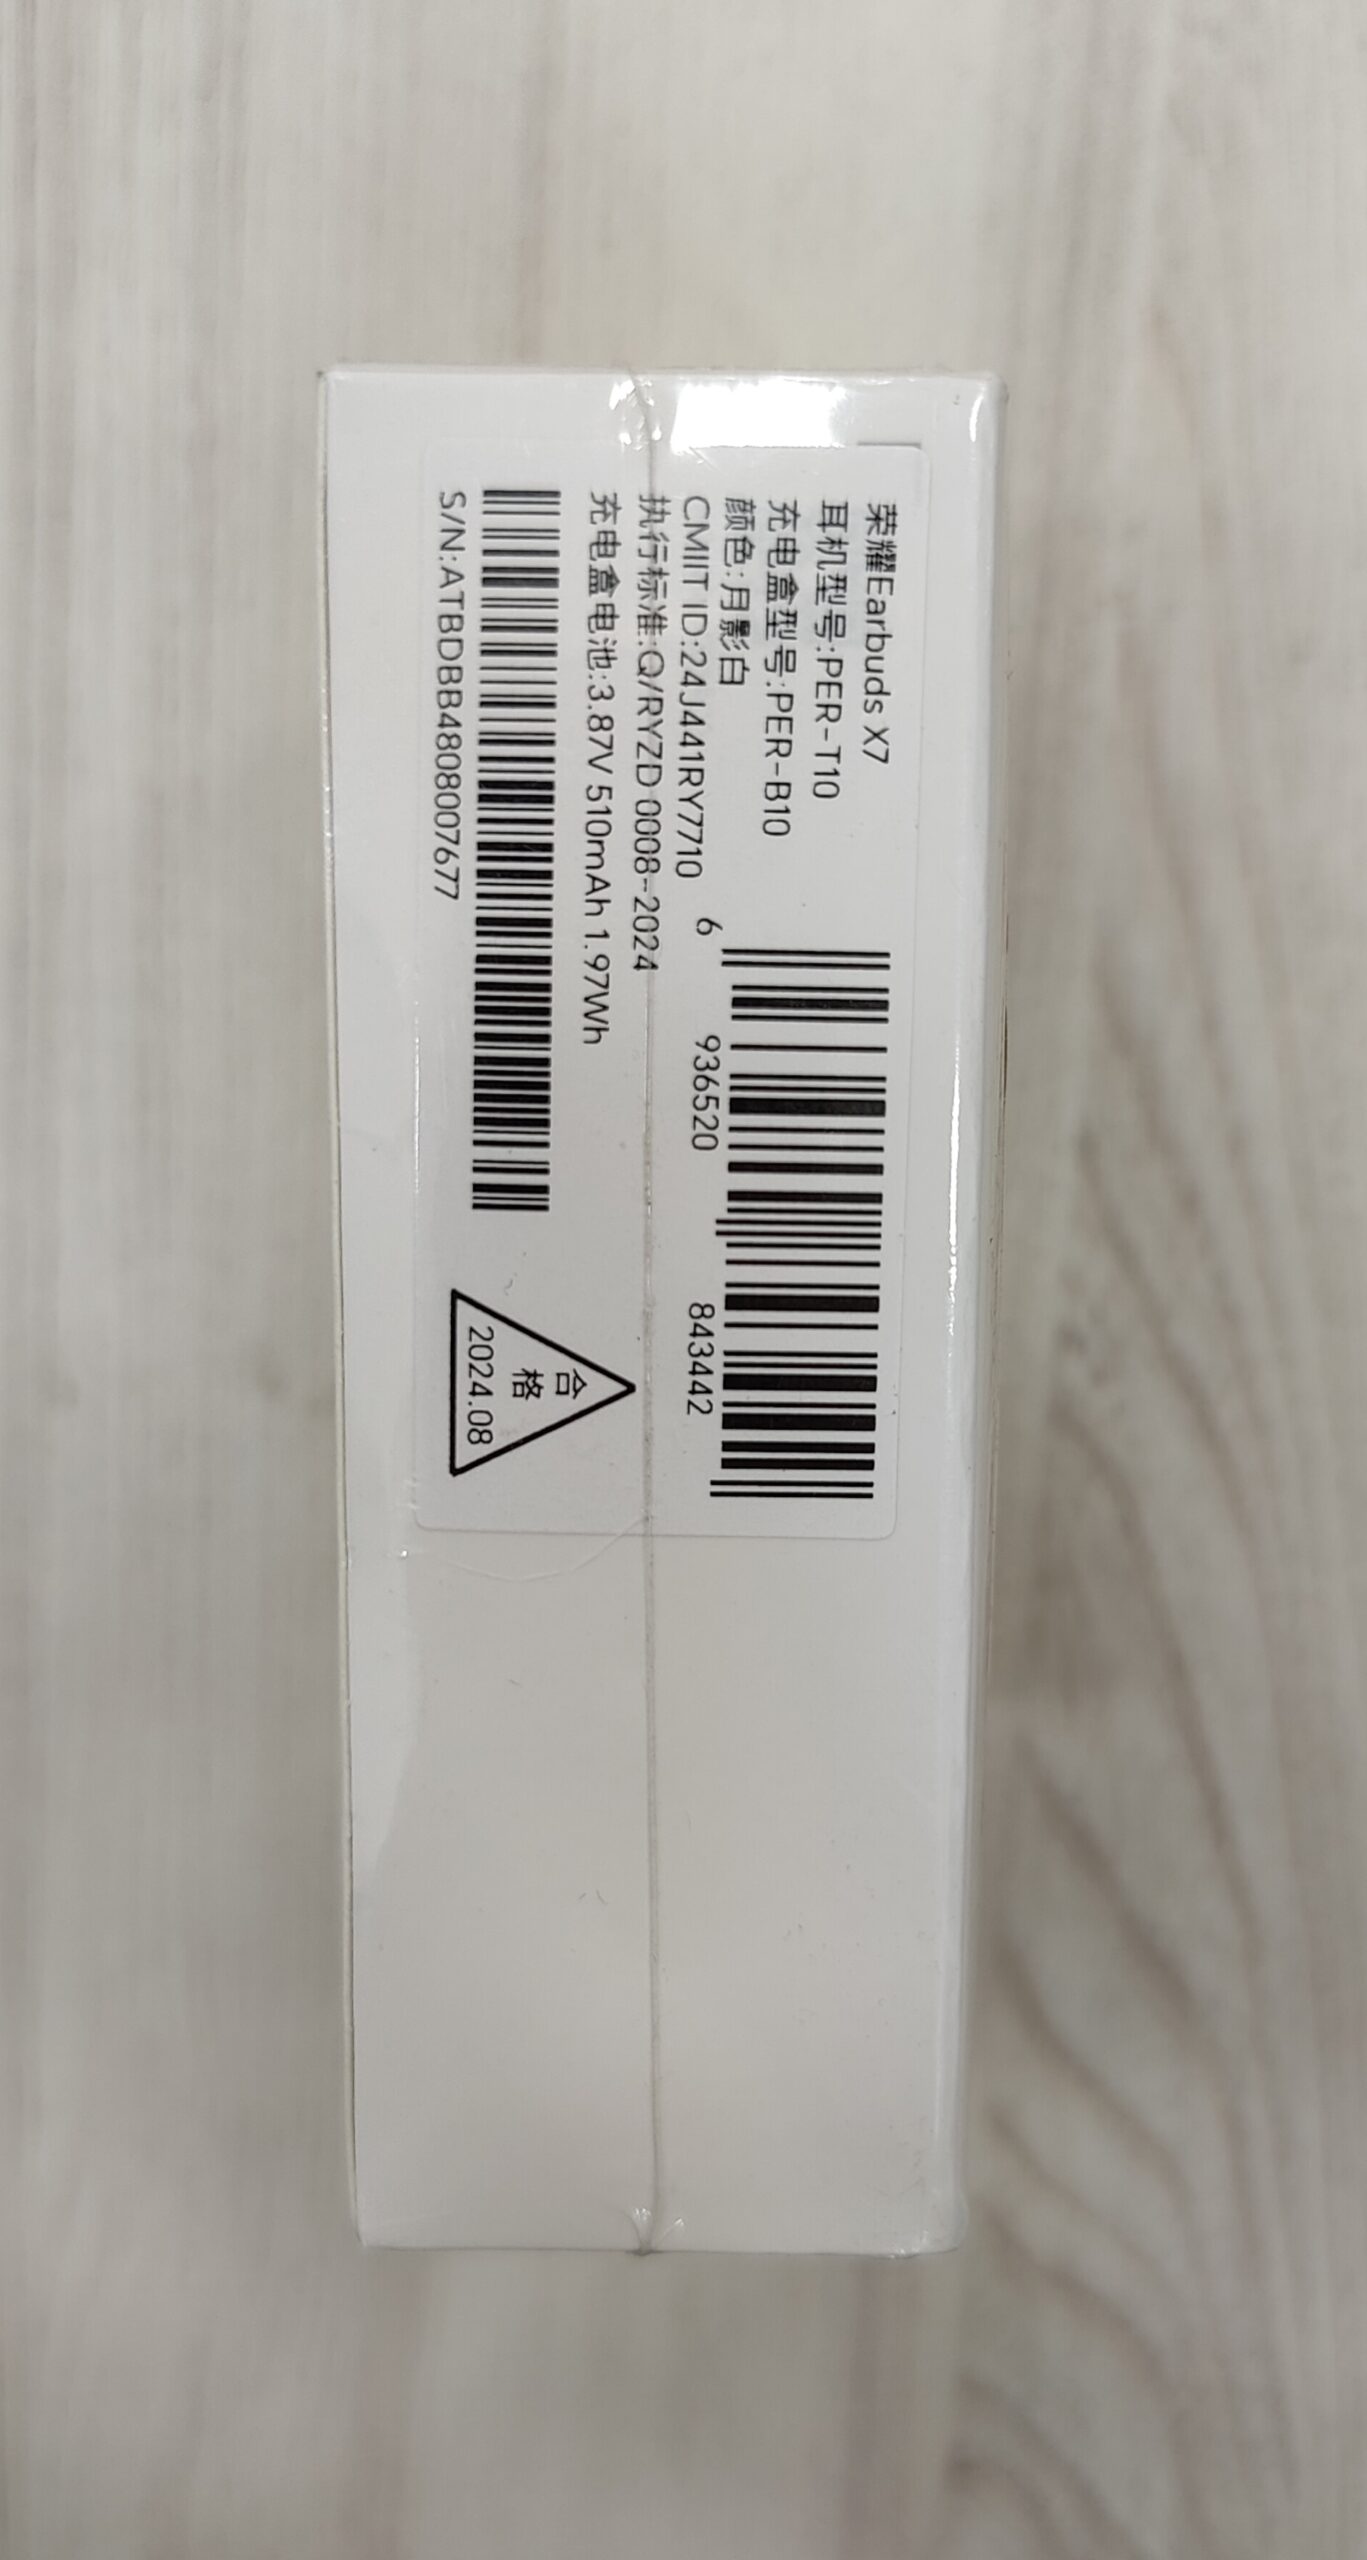 荣耀Earbuds X7
耳机型号:PER-T10
充电盒型号:PER-B10
颜色:月影白
CMIIT ID:24J441RY7710
6 936520 843442
执行标准:Q/RYZD 0008-2024
充电盒电池:3.87V 510mAh 1.97Wh
S/N:ATBDBB4808007677
合
格
2024.08